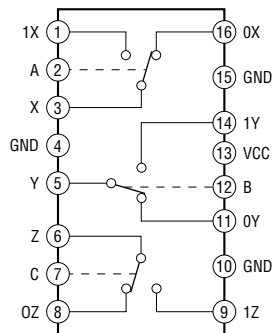 1X 1 16 0X
A 2
15 GND
X 3
14 1Y
GND 4
13 VCC
Y 5
12 B
11 0Y
Z 6
10 GND
C 7
0Z 8 9 1Z